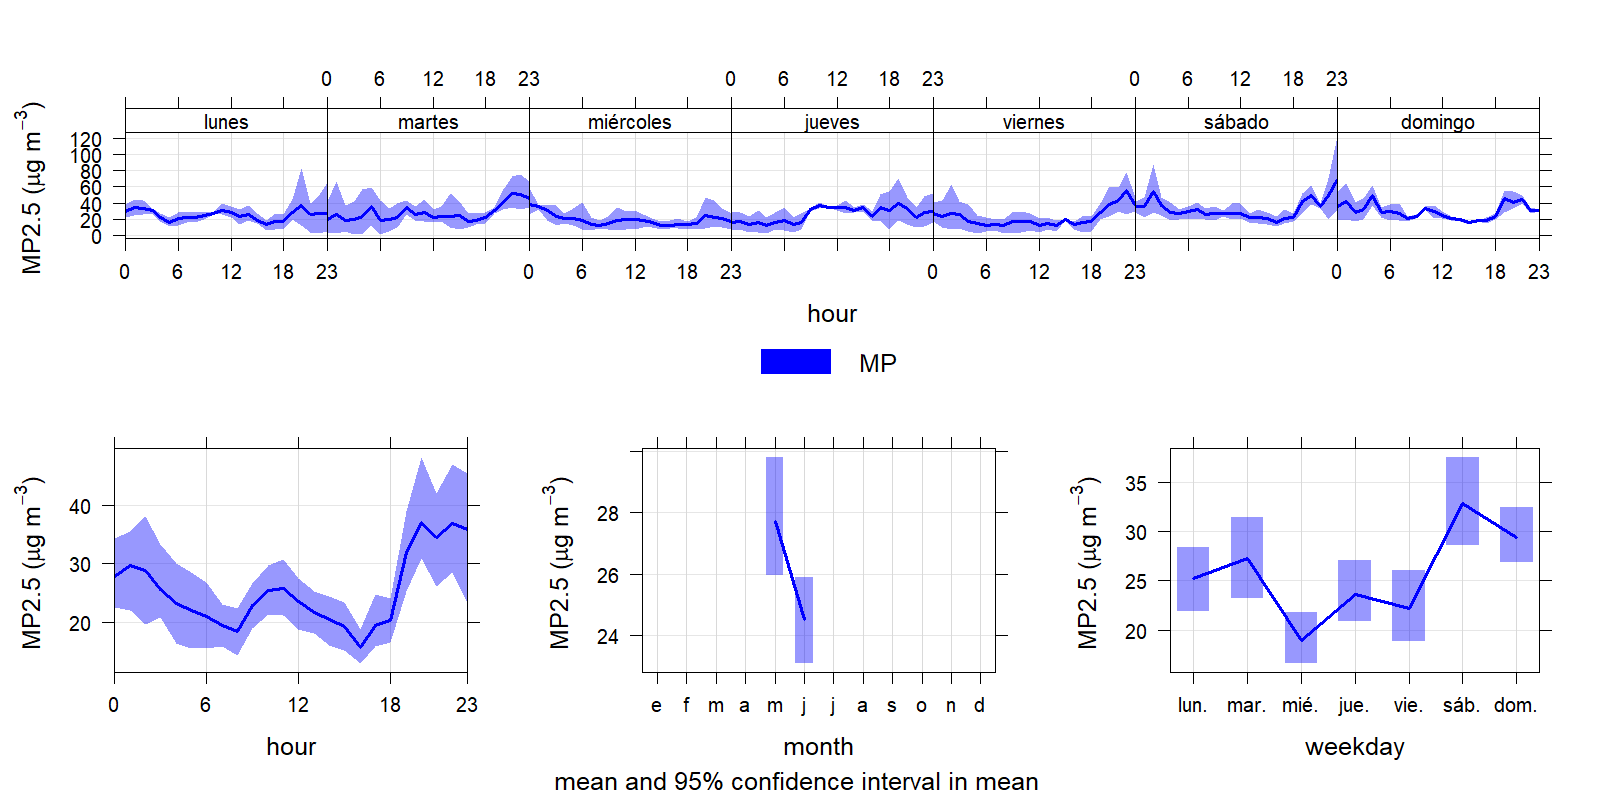 0 6 12 18 23 0 6 12 18 23 0 6 12 18 23
lunes martes miércoles jueves viernes sábado domingo
MP2.5 (μg m⁻³)
120
100
80
60
40
20
0
0 6 12 18 23 0 6 12 18 23 0 6 12 18 23 0 6 12 18 23
hour
MP
MP2.5 (μg m⁻³)
40
30
20
0 6 12 18 23
hour
MP2.5 (μg m⁻³)
28
26
24
e f m a m j j a s o n d
month
MP2.5 (μg m⁻³)
35
30
25
20
lun. mar. mié. jue. vie. sáb. dom.
weekday
mean and 95% confidence interval in mean